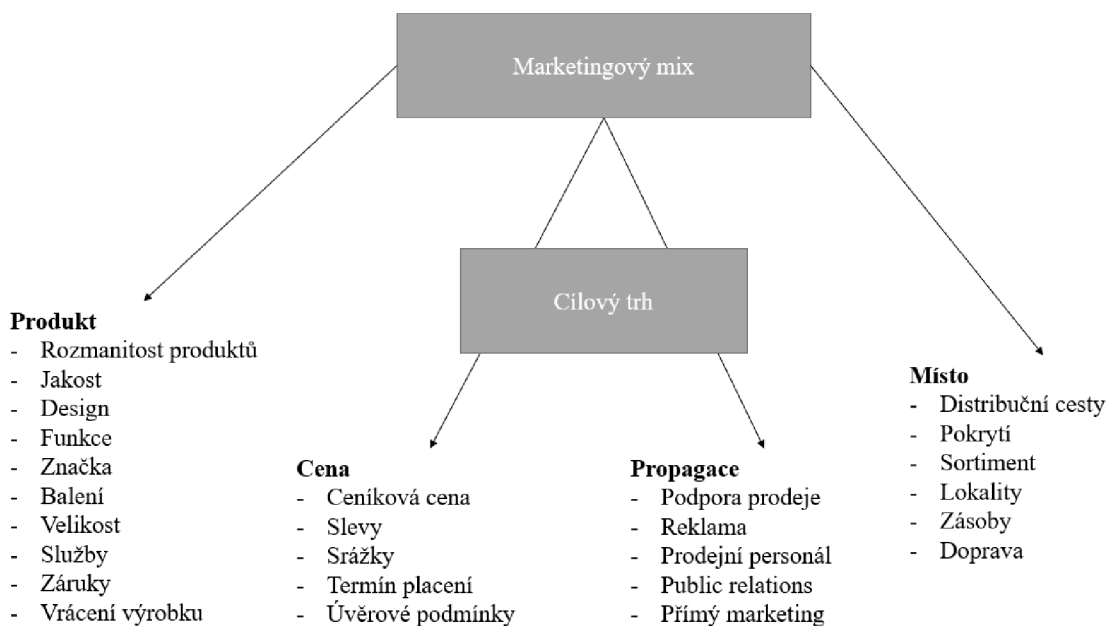 Marketingový mix
Cílový trh
Produkt
- Rozmanitost produktů
- Jakost
- Design
- Funkce
- Značka
- Balení
- Velikost
- Služby
- Záruky
- Vrácení výrobku
Cena
- Ceníková cena
- Slevy
- Srážky
- Termín placení
- Úvěrové podmínky
Propagace
- Podpora prodeje
- Reklama
- Prodejní personál
- Public relations
- Přímý marketing
Místo
- Distribuční cesty
- Pokrytí
- Sortiment
- Lokality
- Zásoby
- Doprava